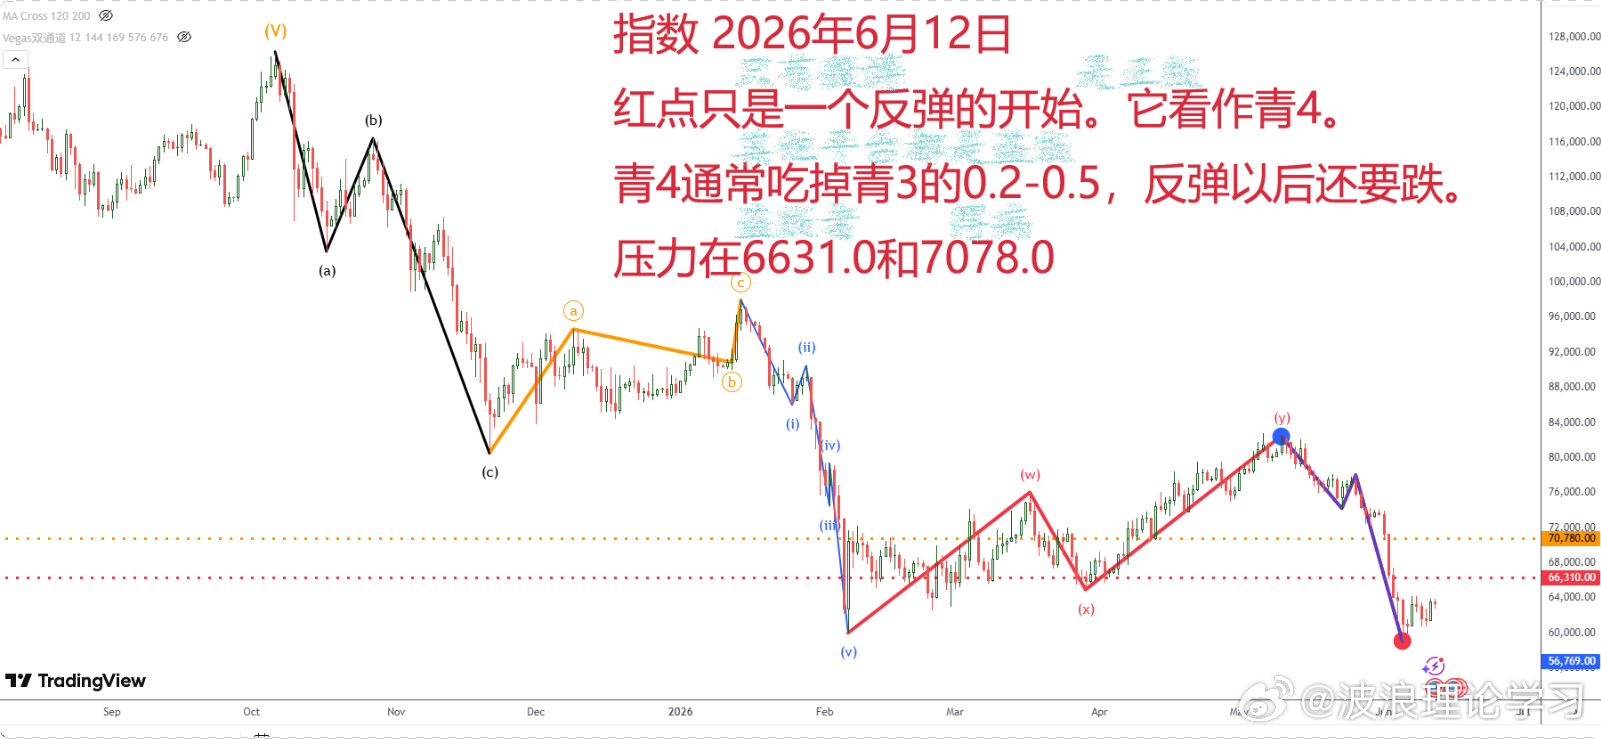 MA Cross 120 200
Vegas双通道 12 144 169 576 676
指数 2026年6月12日
红点只是一个反弹的开始。它看作青4。
青4通常吃掉青3的0.2-0.5，反弹以后还要跌。
压力在6631.0和7078.0
(V)
(b)
(a)
(c)
a
b
c
(ii)
(i)
(iv)
(iii)
(v)
(w)
(x)
(y)
128,000.00
124,000.00
120,000.00
116,000.00
112,000.00
108,000.00
104,000.00
100,000.00
96,000.00
92,000.00
88,000.00
84,000.00
80,000.00
76,000.00
72,000.00
70,780.00
68,000.00
66,310.00
64,000.00
60,000.00
56,769.00
TradingView
Sep Oct Nov Dec 2026 Feb Mar Apr May
@波浪理论学习